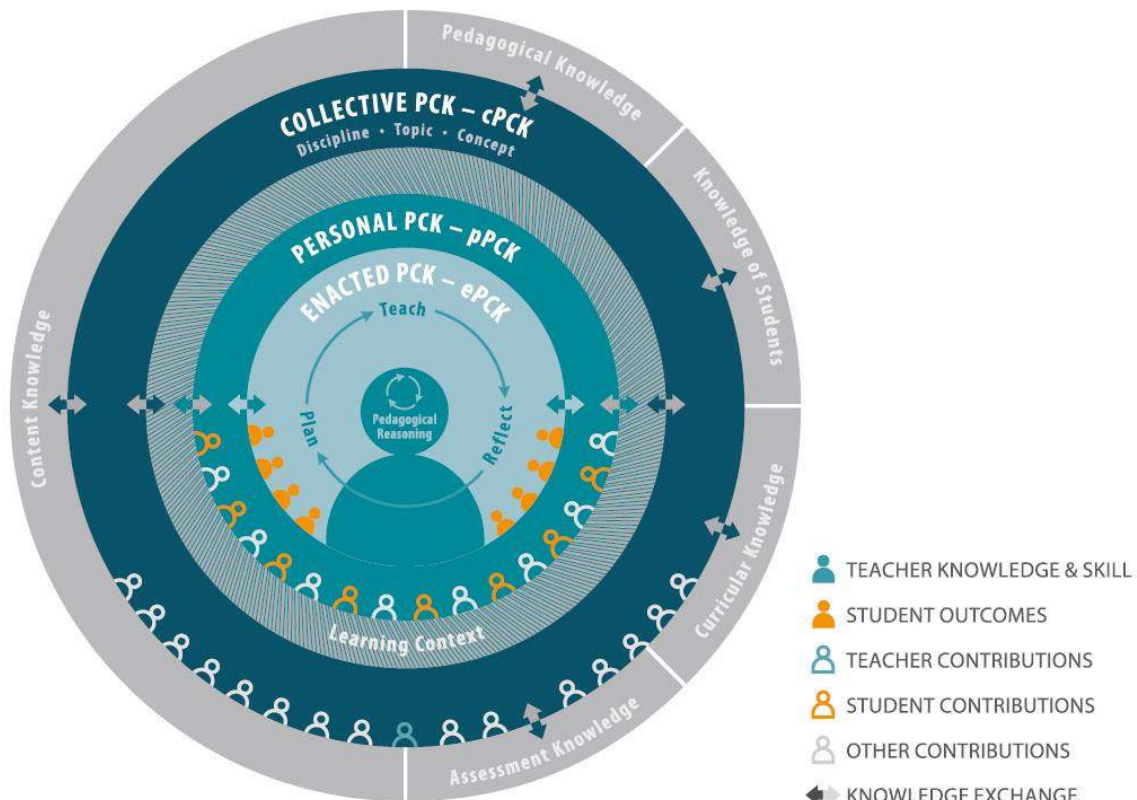 Pedagogical Knowledge
COLLECTIVE PCK – cPCK
Discipline • Topic • Concept
Knowledge of Students
PERSONAL PCK – pPCK
ENACTED PCK – ePCK
Teach
Content Knowledge
Pedagogical
Reasoning
Plan
Reflect
Curricular Knowledge
Learning Context
Assessment Knowledge
TEACHER KNOWLEDGE & SKILL
STUDENT OUTCOMES
TEACHER CONTRIBUTIONS
STUDENT CONTRIBUTIONS
OTHER CONTRIBUTIONS
KNOWLEDGE EXCHANGE